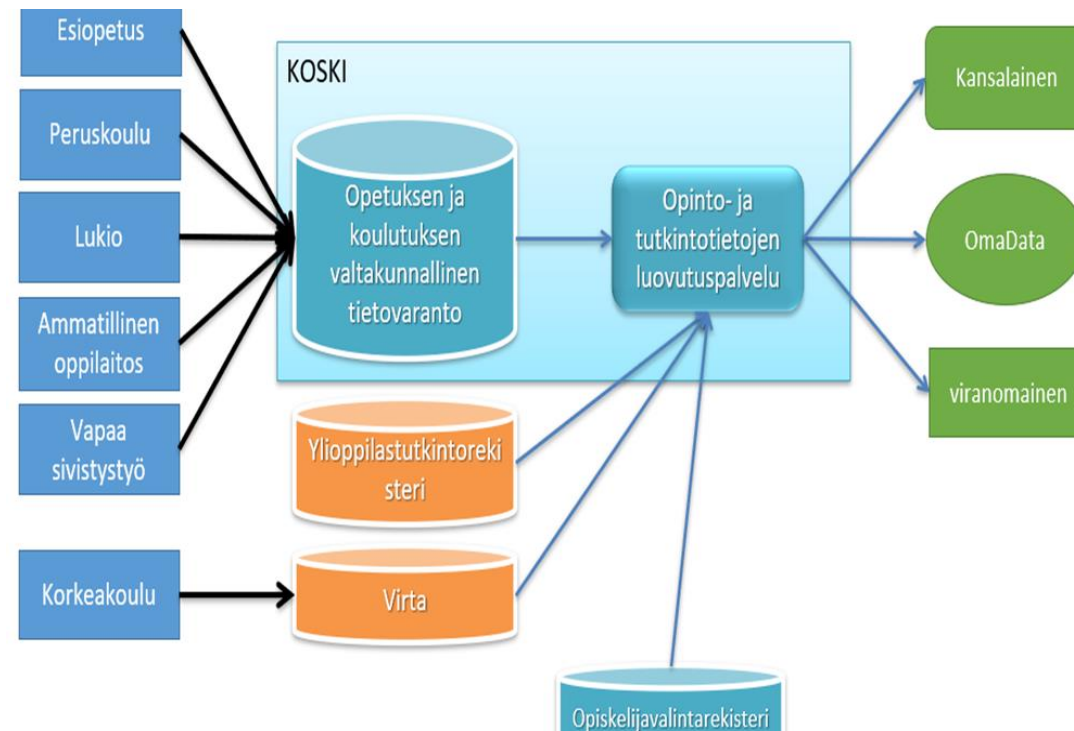 Esiopetus
Peruskoulu
Lukio
Ammatillinen
oppilaitos
Vapaa
sivistystyö
Korkeakoulu
KOSKI
Opetuksen ja
koulutuksen
valtakunnallinen
tietovaranto
Opinto- ja
tutkintotietojen
luovutuspalvelu
Ylioppilastutkintoreki
steri
Virta
Opiskelijavalintarekisteri
Kansalainen
OmaData
viranomainen